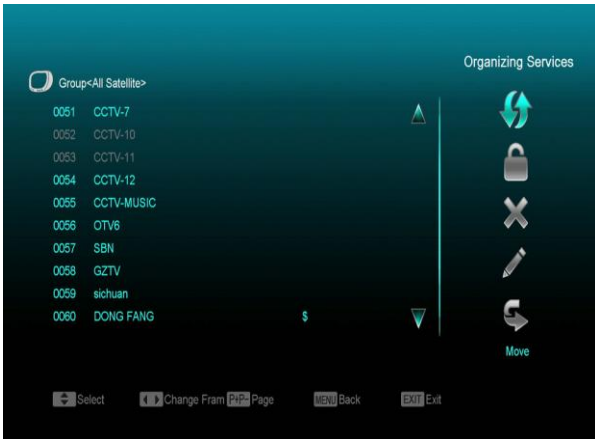 Organizing Services
Group<All Satellite>
0051 CCTV-7
0052 CCTV-10
0053 CCTV-11
0054 CCTV-12
0055 CCTV-MUSIC
0056 OTV6
0057 SBN
0058 GZTV
0059 sichuan
0060 DONG FANG $
Move
Select Change Fram P+P- Page MENU Back EXIT Exit